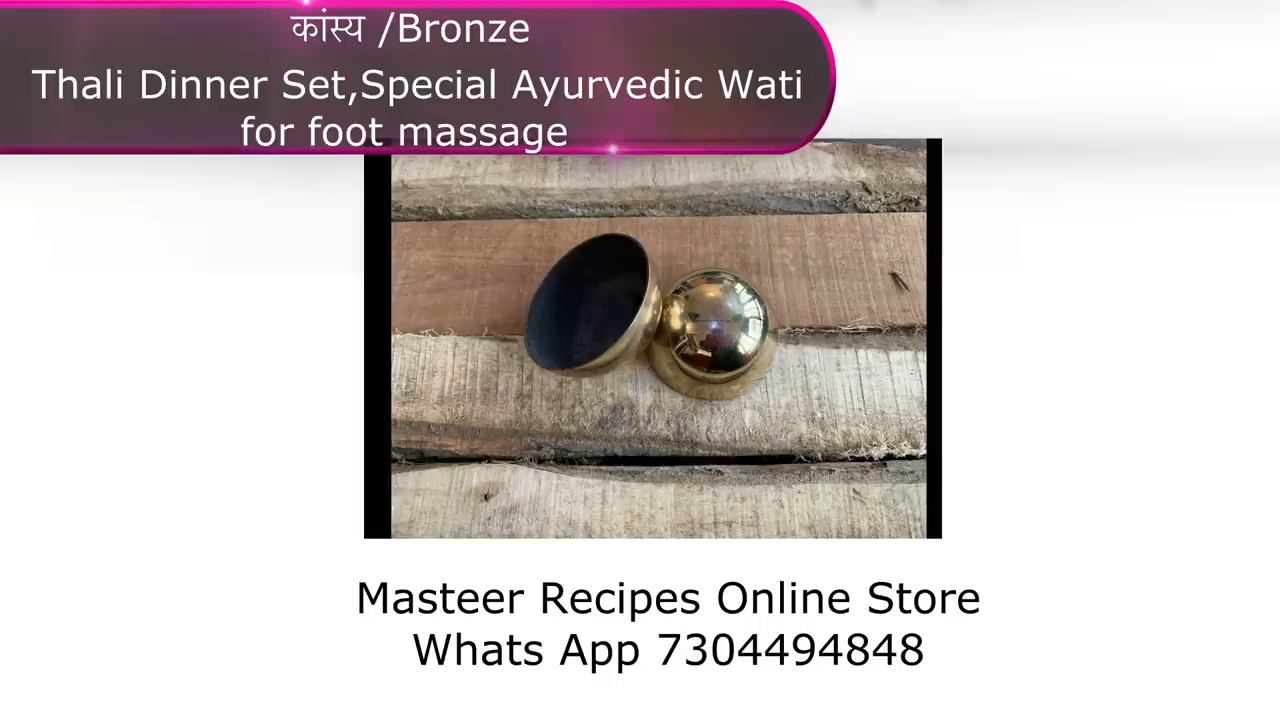 कांस्य /Bronze
Thali Dinner Set,Special Ayurvedic Wati
for foot massage
Masteer Recipes Online Store
Whats App 7304494848